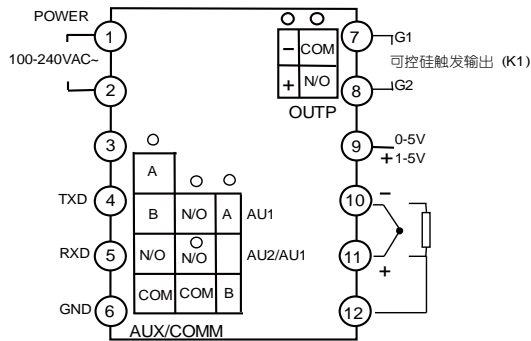 POWER
1
7
G1
− COM
100-240VAC~
可控硅触发输出 (K1)
+ N/O
2
8
G2
OUTP
3
9
0-5V
+ 1-5V
A
TXD
4
B N/O A
AU1
10
−
RXD
5
N/O N/O
AU2/AU1
11
+
COM COM B
GND
6
12
AUX/COMM